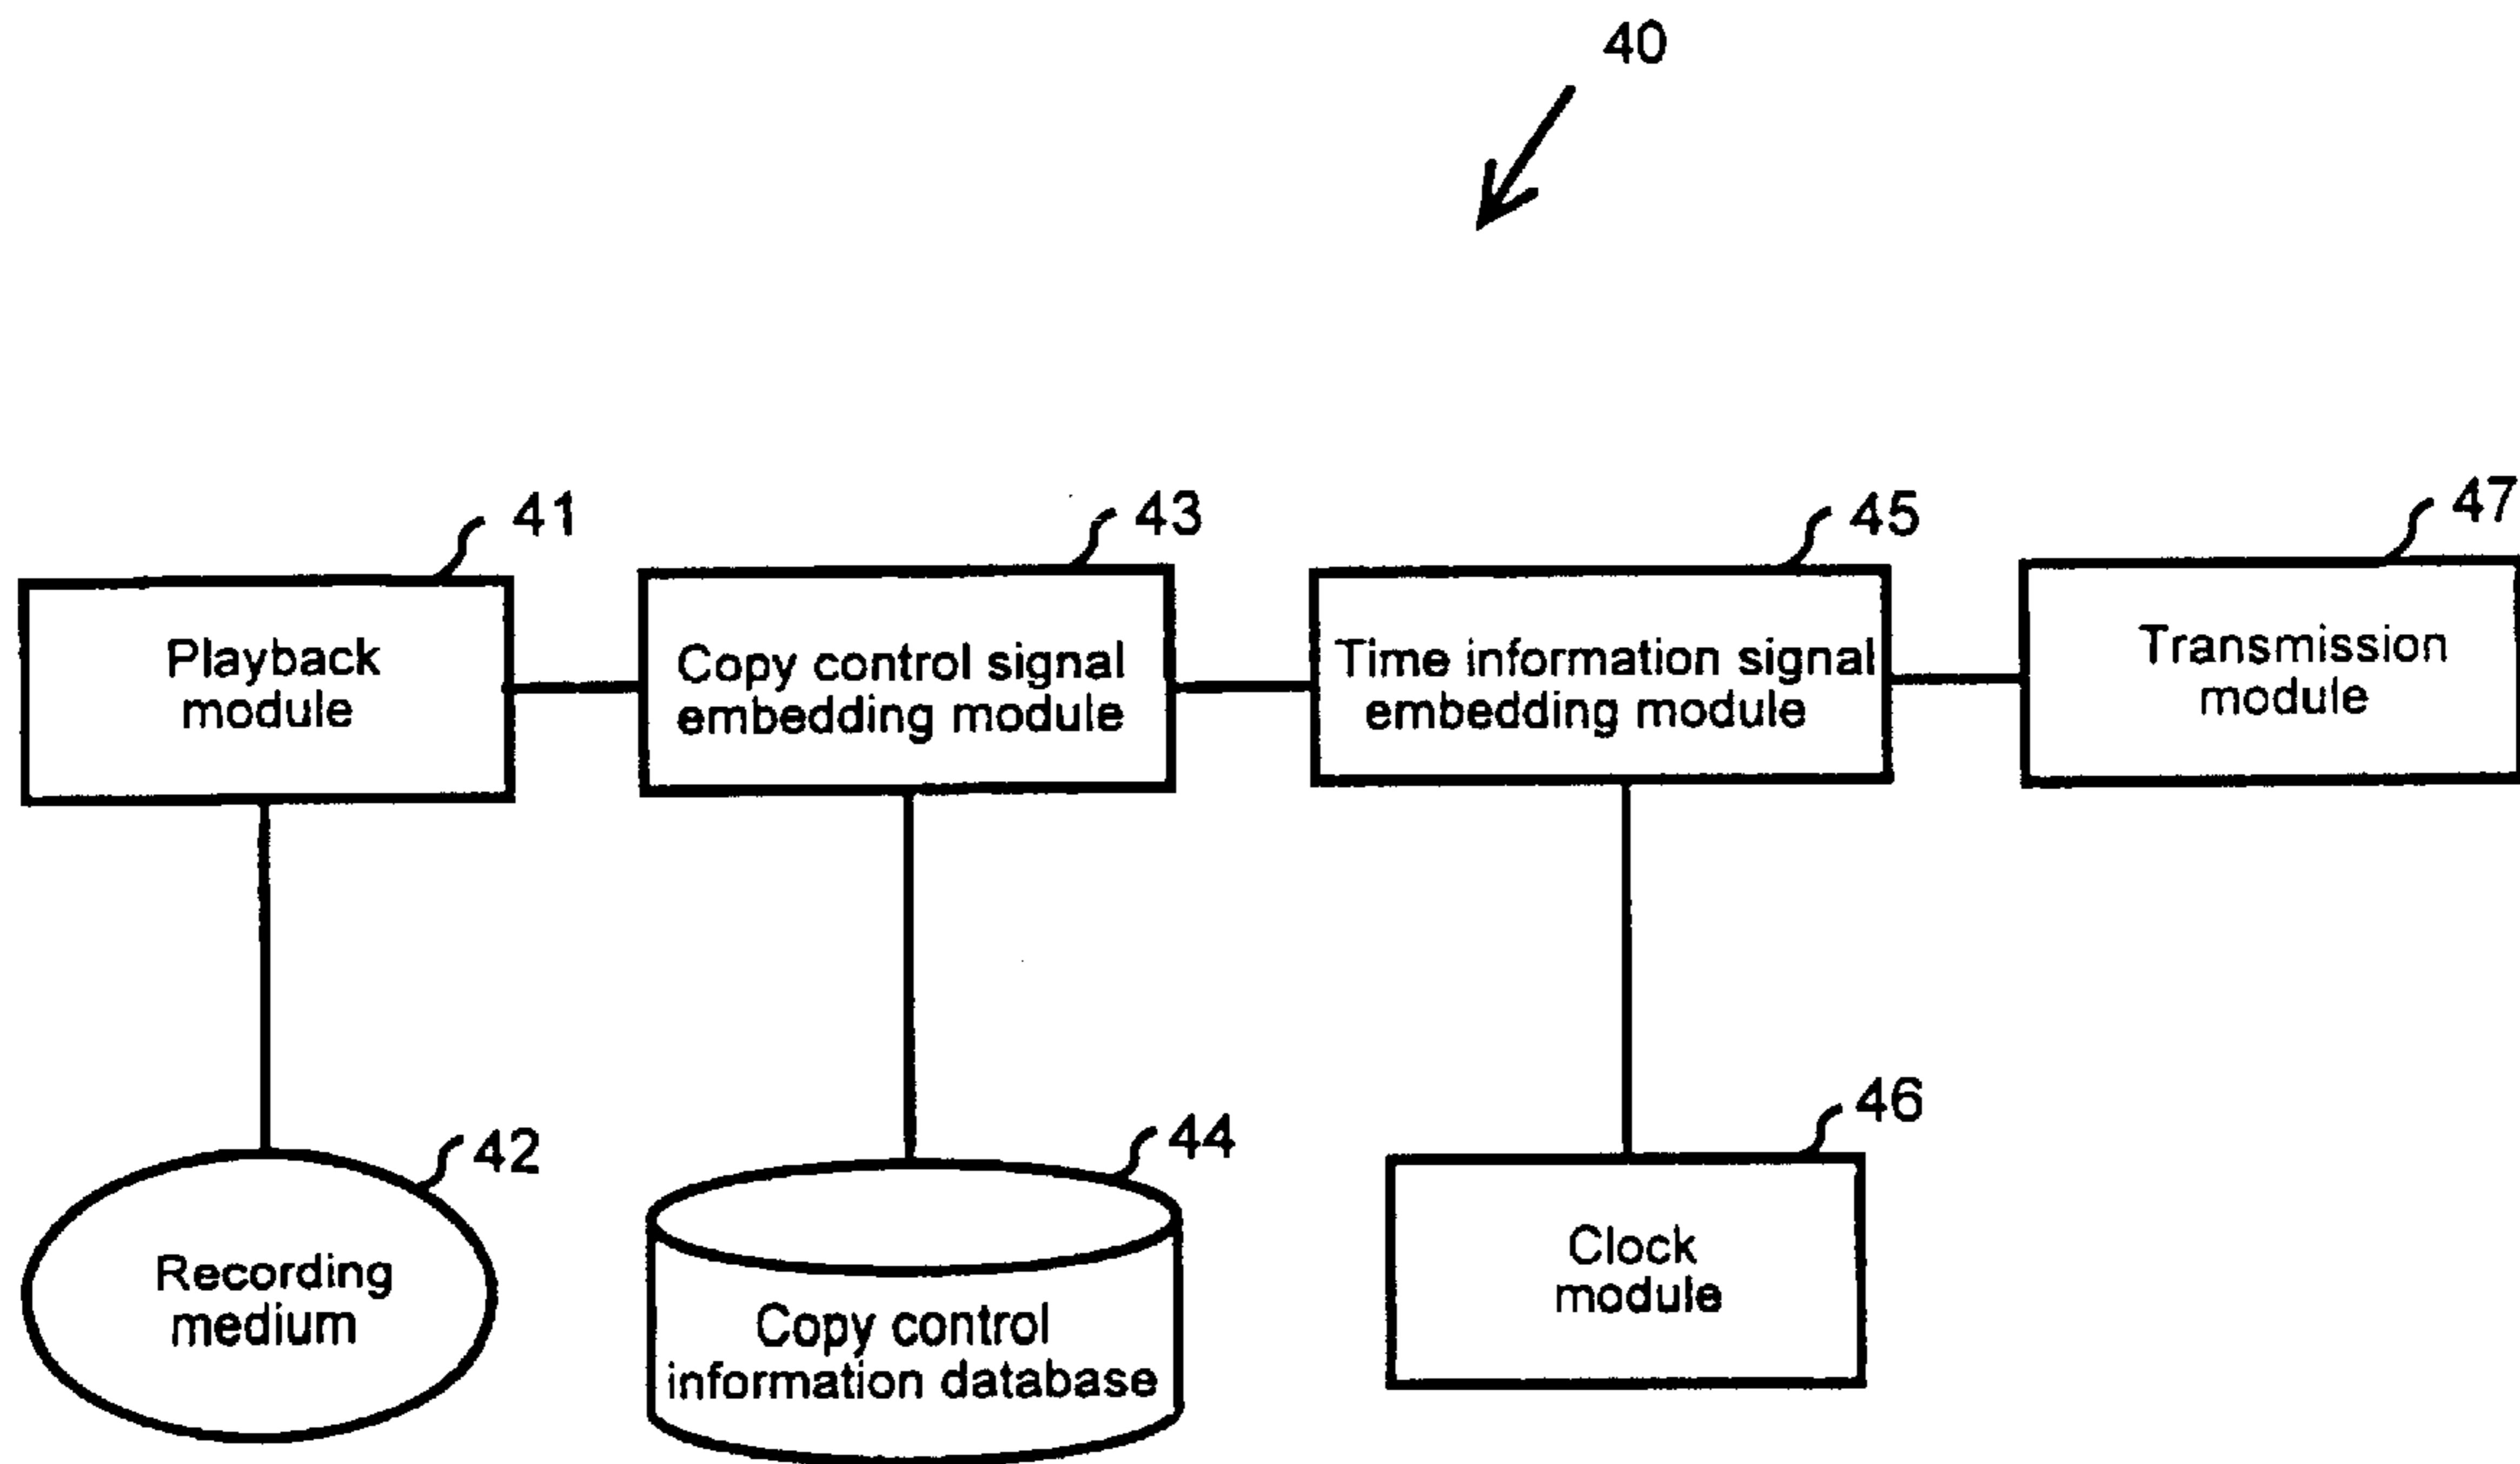 40
41
43
45
47
Playback
module
Copy control signal
embedding module
Time information signal
embedding module
Transmission
module
42
44
46
Recording
medium
Copy control
information database
Clock
module